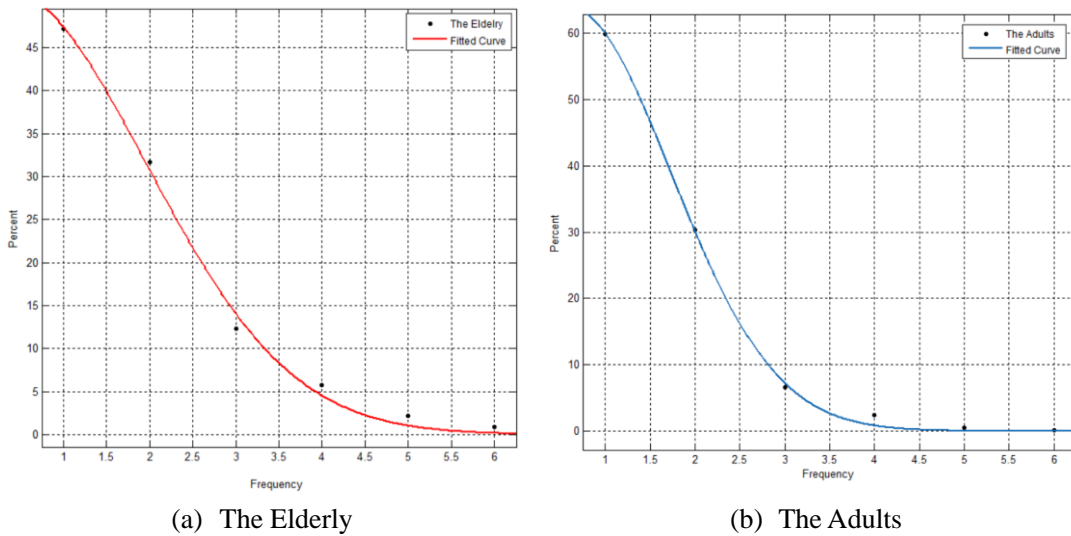 The Eldelry
Fitted Curve
45
40
35
30
25
20
15
10
5
0
Percent
1 1.5 2 2.5 3 3.5 4 4.5 5 5.5 6
Frequency
(a) The Elderly
The Adults
Fitted Curve
60
50
40
30
20
10
0
Percent
1 1.5 2 2.5 3 3.5 4 4.5 5 5.5 6
Frequency
(b) The Adults